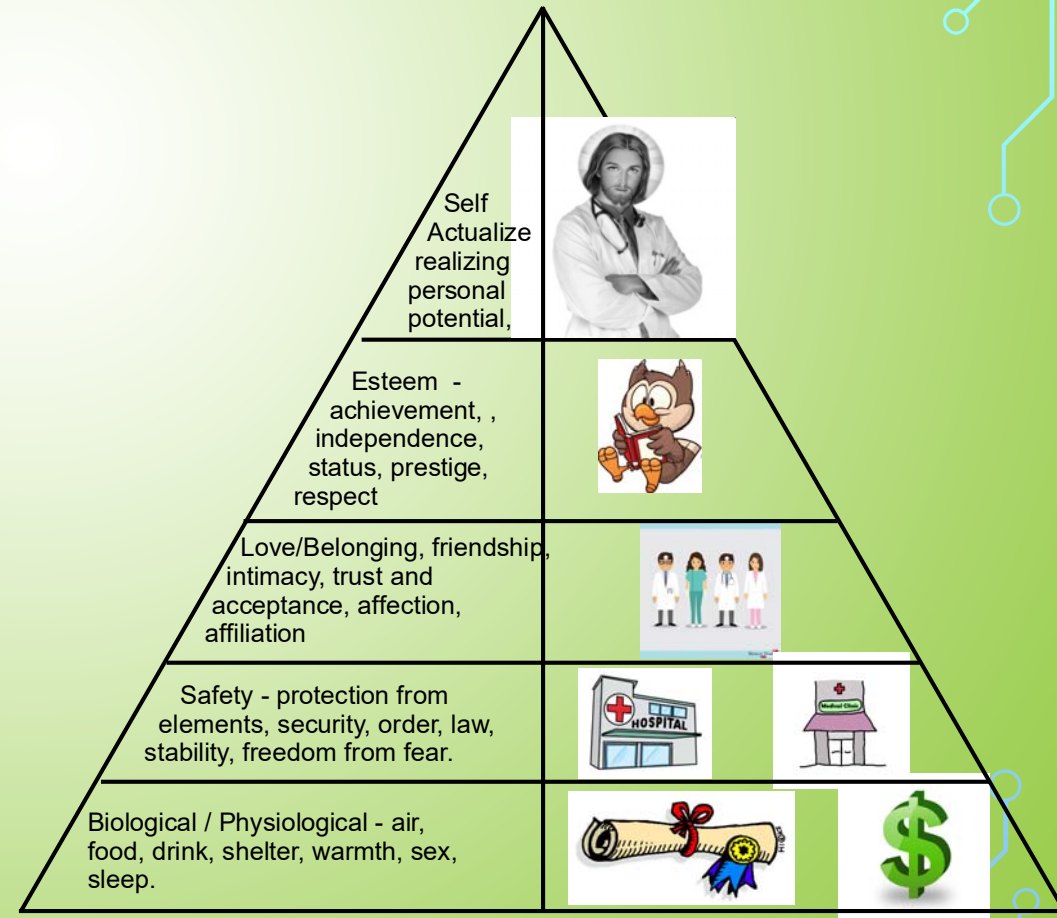 Self
Actualize
realizing
personal
potential,
Esteem -
achievement, ,
independence,
status, prestige,
respect
Love/Belonging, friendship,
intimacy, trust and
acceptance, affection,
affiliation
Safety - protection from
elements, security, order, law,
stability, freedom from fear.
HOSPITAL
Medical Clinic
Biological / Physiological - air,
food, drink, shelter, warmth, sex,
sleep.